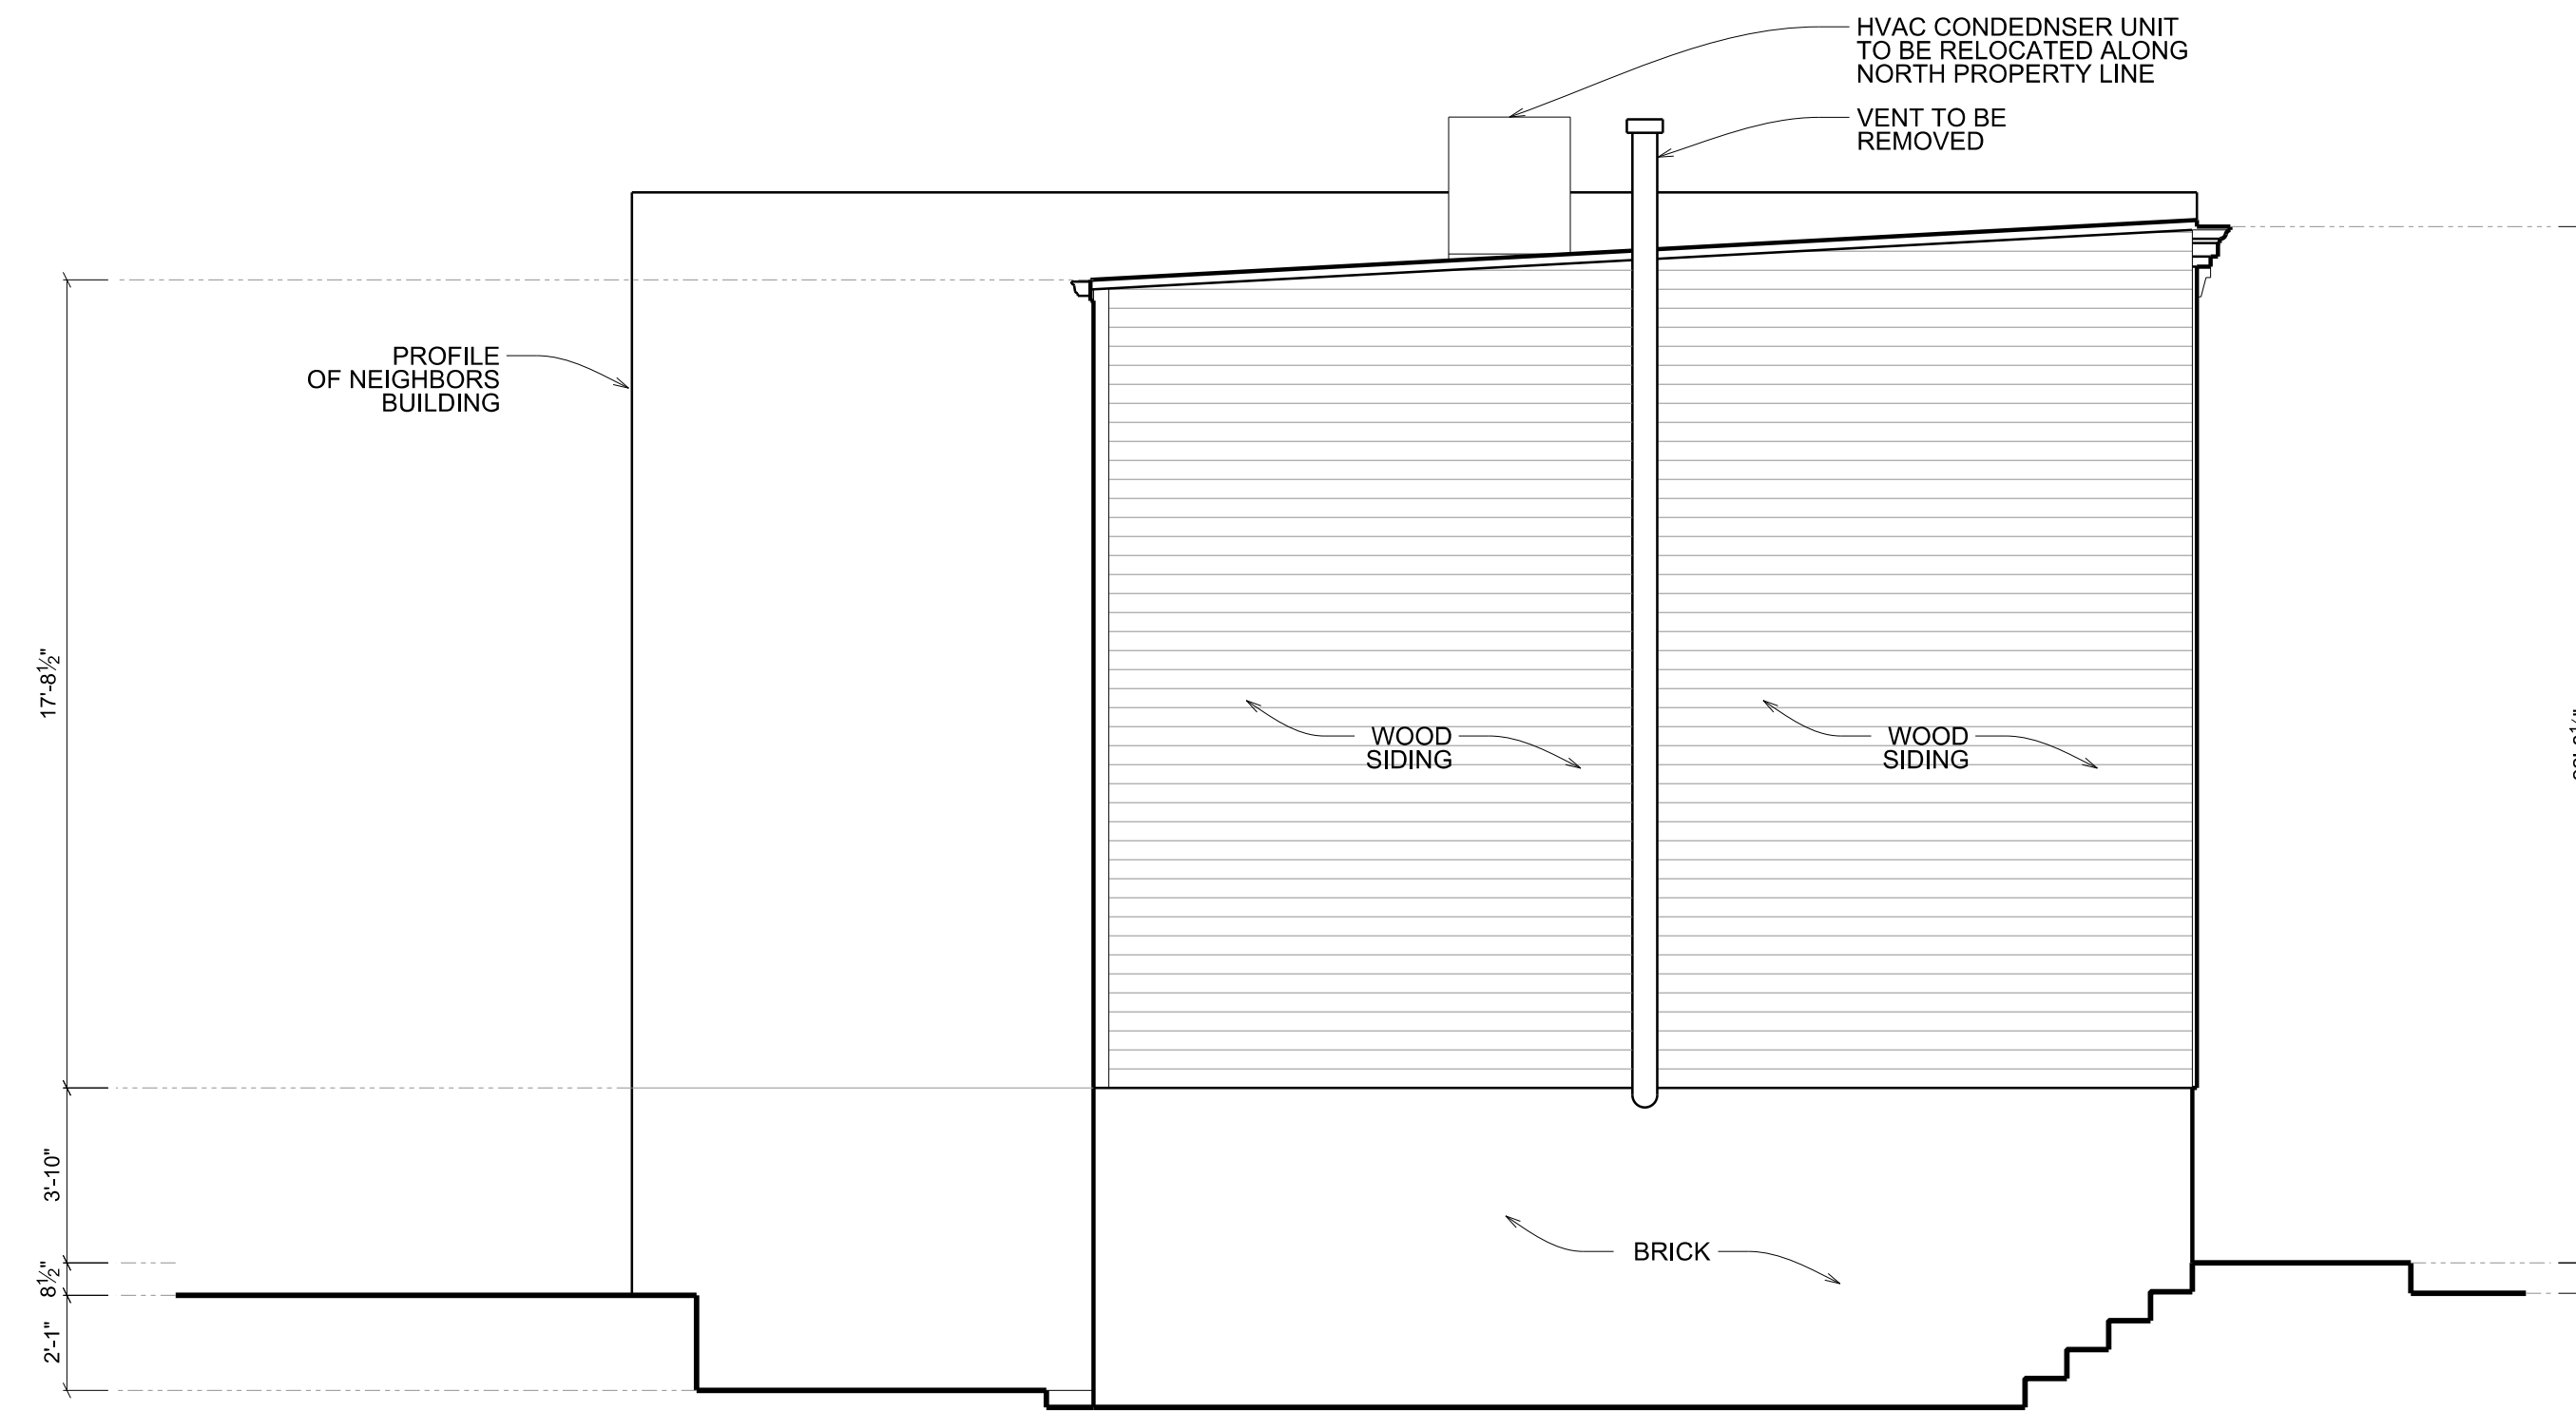 HVAC CONDEDNSER UNIT
TO BE RELOCATED ALONG
NORTH PROPERTY LINE
VENT TO BE
REMOVED
PROFILE
OF NEIGHBORS
BUILDING
17'-8½"
WOOD
SIDING
WOOD
SIDING
3'-10"
BRICK
8½"
2'-1"